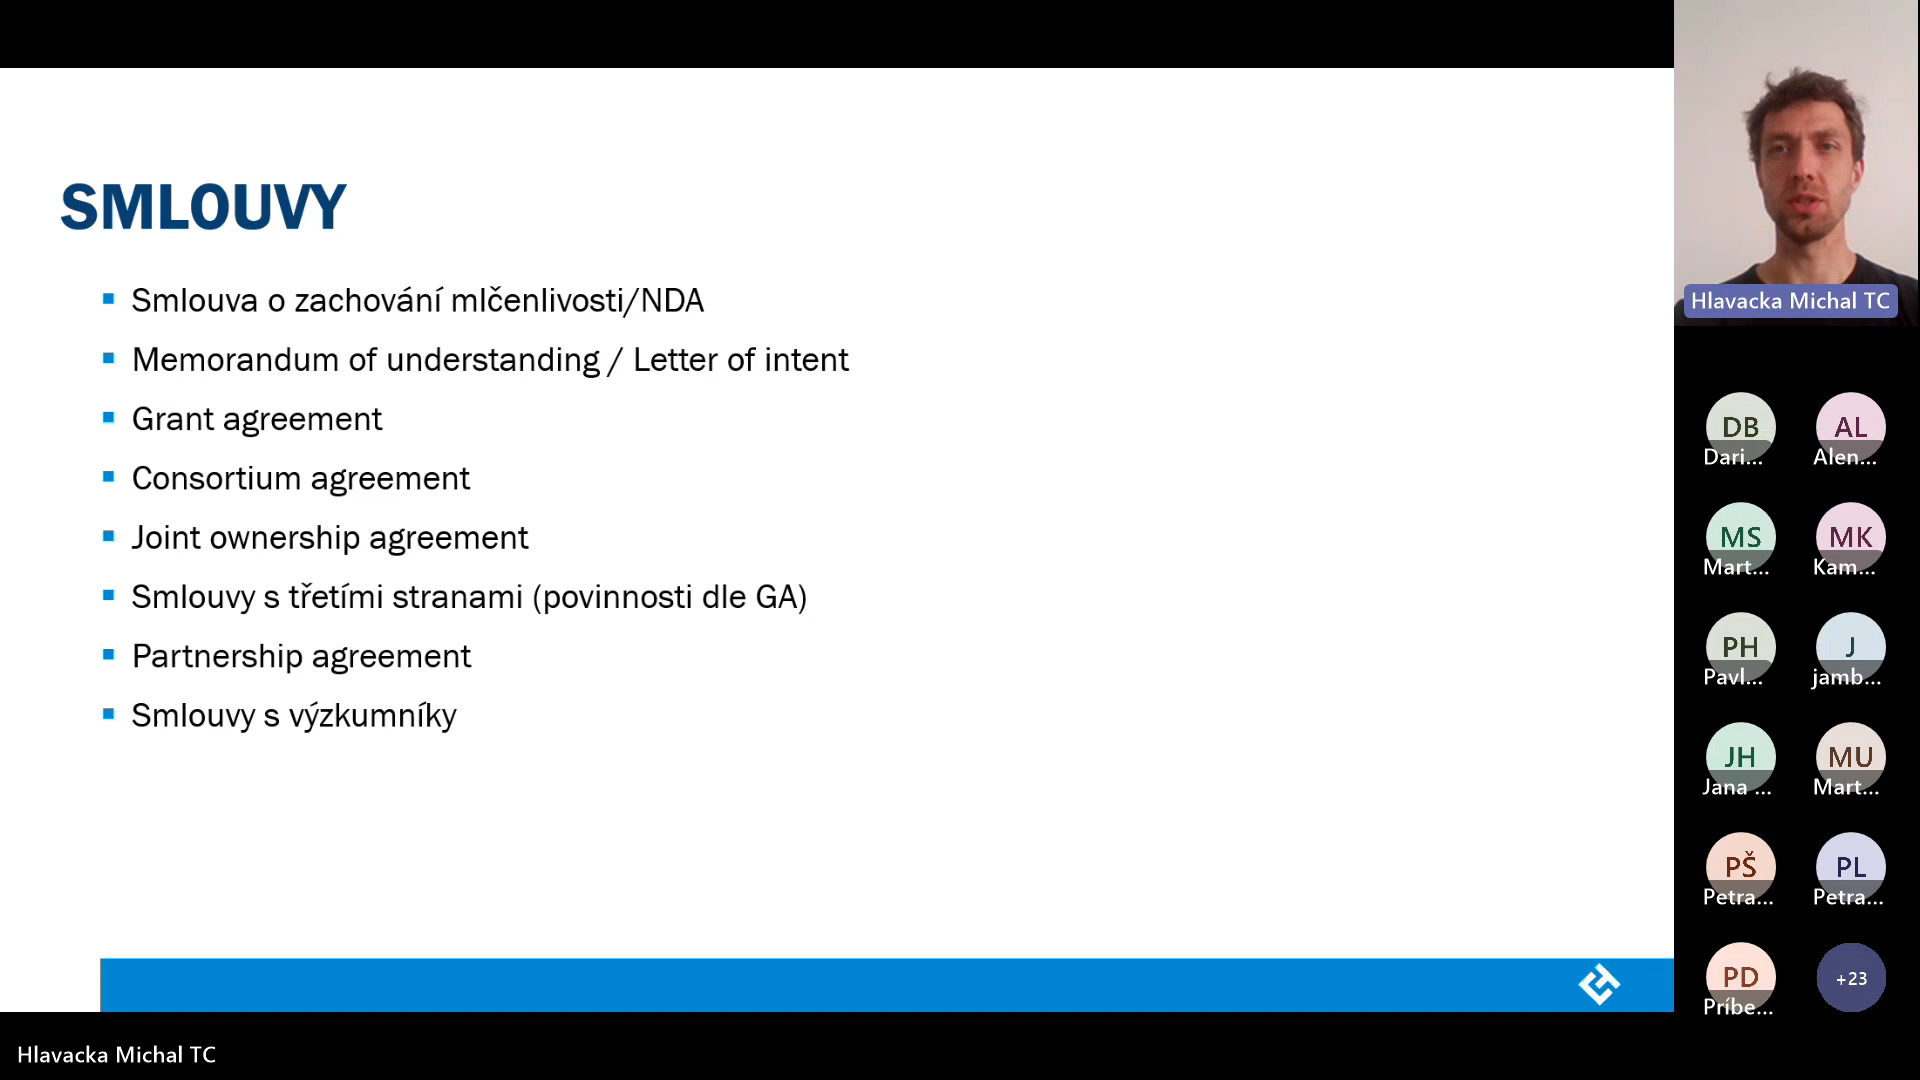 SMLOUVY
Smlouva o zachování mlčenlivosti/NDA
Memorandum of understanding / Letter of intent
Grant agreement
Consortium agreement
Joint ownership agreement
Smlouvy s třetími stranami (povinnosti dle GA)
Partnership agreement
Smlouvy s výzkumníky
Hlavacka Michal TC
DB
Dari...
AL
Alen...
MS
Mart...
MK
Kam...
PH
Pavl...
J
jamb...
JH
Jana ...
MU
Mart...
PŠ
Petra...
PL
Petra...
PD
Príbe...
+23
Hlavacka Michal TC